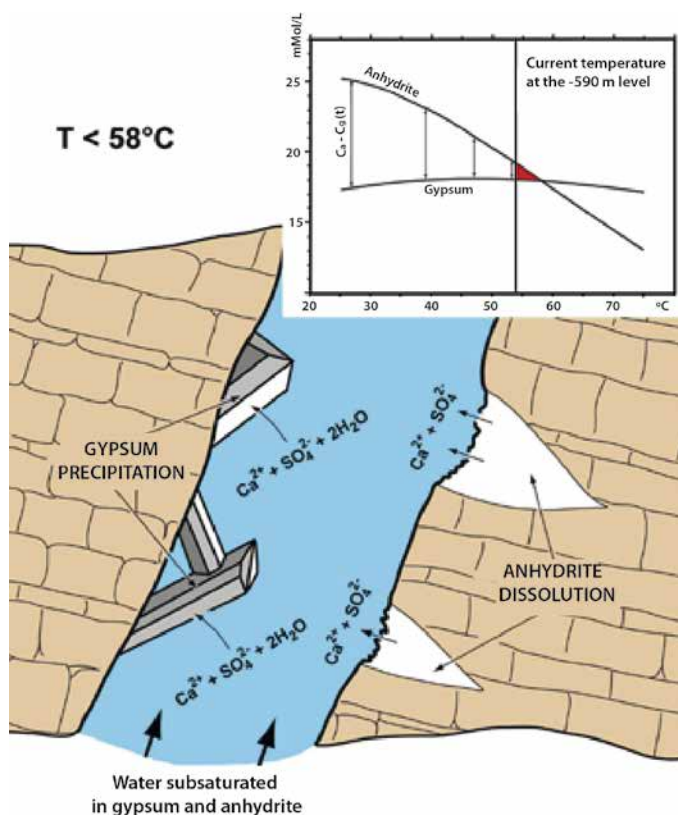 mMol/L
25
20
15
20
30
40
50
60
70
ºC
Anhydrite
Gypsum
Ca - Cg (t)
Current temperature
at the -590 m level
T < 58°C
GYPSUM
PRECIPITATION
Ca²⁺ + SO₄²⁻ + 2H₂O
Ca²⁺ + SO₄²⁻
ANHYDRITE
DISSOLUTION
Ca²⁺ + SO₄²⁻
Ca²⁺ + SO₄²⁻ + 2H₂O
Water subsaturated
in gypsum and anhydrite